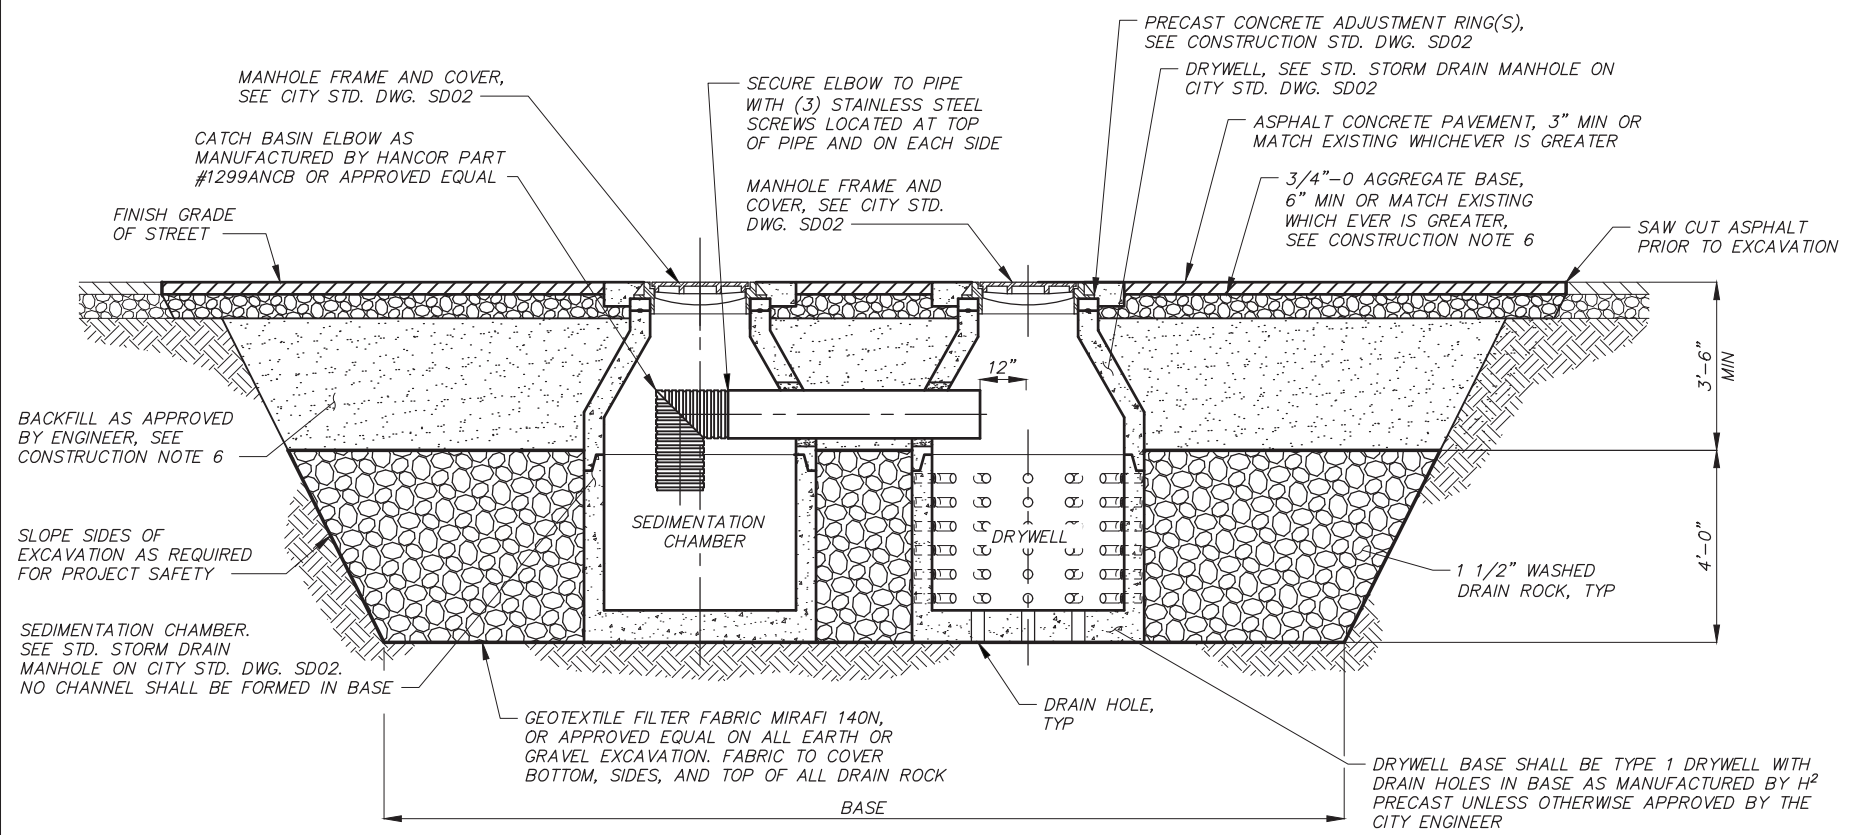 PRECAST CONCRETE ADJUSTMENT RING(S),
SEE CONSTRUCTION STD. DWG. SD02
MANHOLE FRAME AND COVER,
SEE CITY STD. DWG. SD02
SECURE ELBOW TO PIPE
WITH (3) STAINLESS STEEL
SCREWS LOCATED AT TOP
OF PIPE AND ON EACH SIDE
DRYWELL, SEE STD. STORM DRAIN MANHOLE ON
CITY STD. DWG. SD02
CATCH BASIN ELBOW AS
MANUFACTURED BY HANCOR PART
#1299ANCB OR APPROVED EQUAL
ASPHALT CONCRETE PAVEMENT, 3" MIN OR
MATCH EXISTING WHICHEVER IS GREATER
MANHOLE FRAME AND
COVER, SEE CITY STD.
DWG. SD02
3/4"-0 AGGREGATE BASE,
6" MIN OR MATCH EXISTING
WHICH EVER IS GREATER,
SEE CONSTRUCTION NOTE 6
FINISH GRADE
OF STREET
SAW CUT ASPHALT
PRIOR TO EXCAVATION
12"
3'-6"
MIN
BACKFILL AS APPROVED
BY ENGINEER, SEE
CONSTRUCTION NOTE 6
SEDIMENTATION
CHAMBER
DRYWELL
4'-0"
SLOPE SIDES OF
EXCAVATION AS REQUIRED
FOR PROJECT SAFETY
1 1/2" WASHED
DRAIN ROCK, TYP
SEDIMENTATION CHAMBER.
SEE STD. STORM DRAIN
MANHOLE ON CITY STD. DWG. SD02.
NO CHANNEL SHALL BE FORMED IN BASE
GEOTEXTILE FILTER FABRIC MIRAFI 140N,
OR APPROVED EQUAL ON ALL EARTH OR
GRAVEL EXCAVATION. FABRIC TO COVER
BOTTOM, SIDES, AND TOP OF ALL DRAIN ROCK
DRAIN HOLE,
TYP
DRYWELL BASE SHALL BE TYPE 1 DRYWELL WITH
DRAIN HOLES IN BASE AS MANUFACTURED BY H²
PRECAST UNLESS OTHERWISE APPROVED BY THE
CITY ENGINEER
BASE